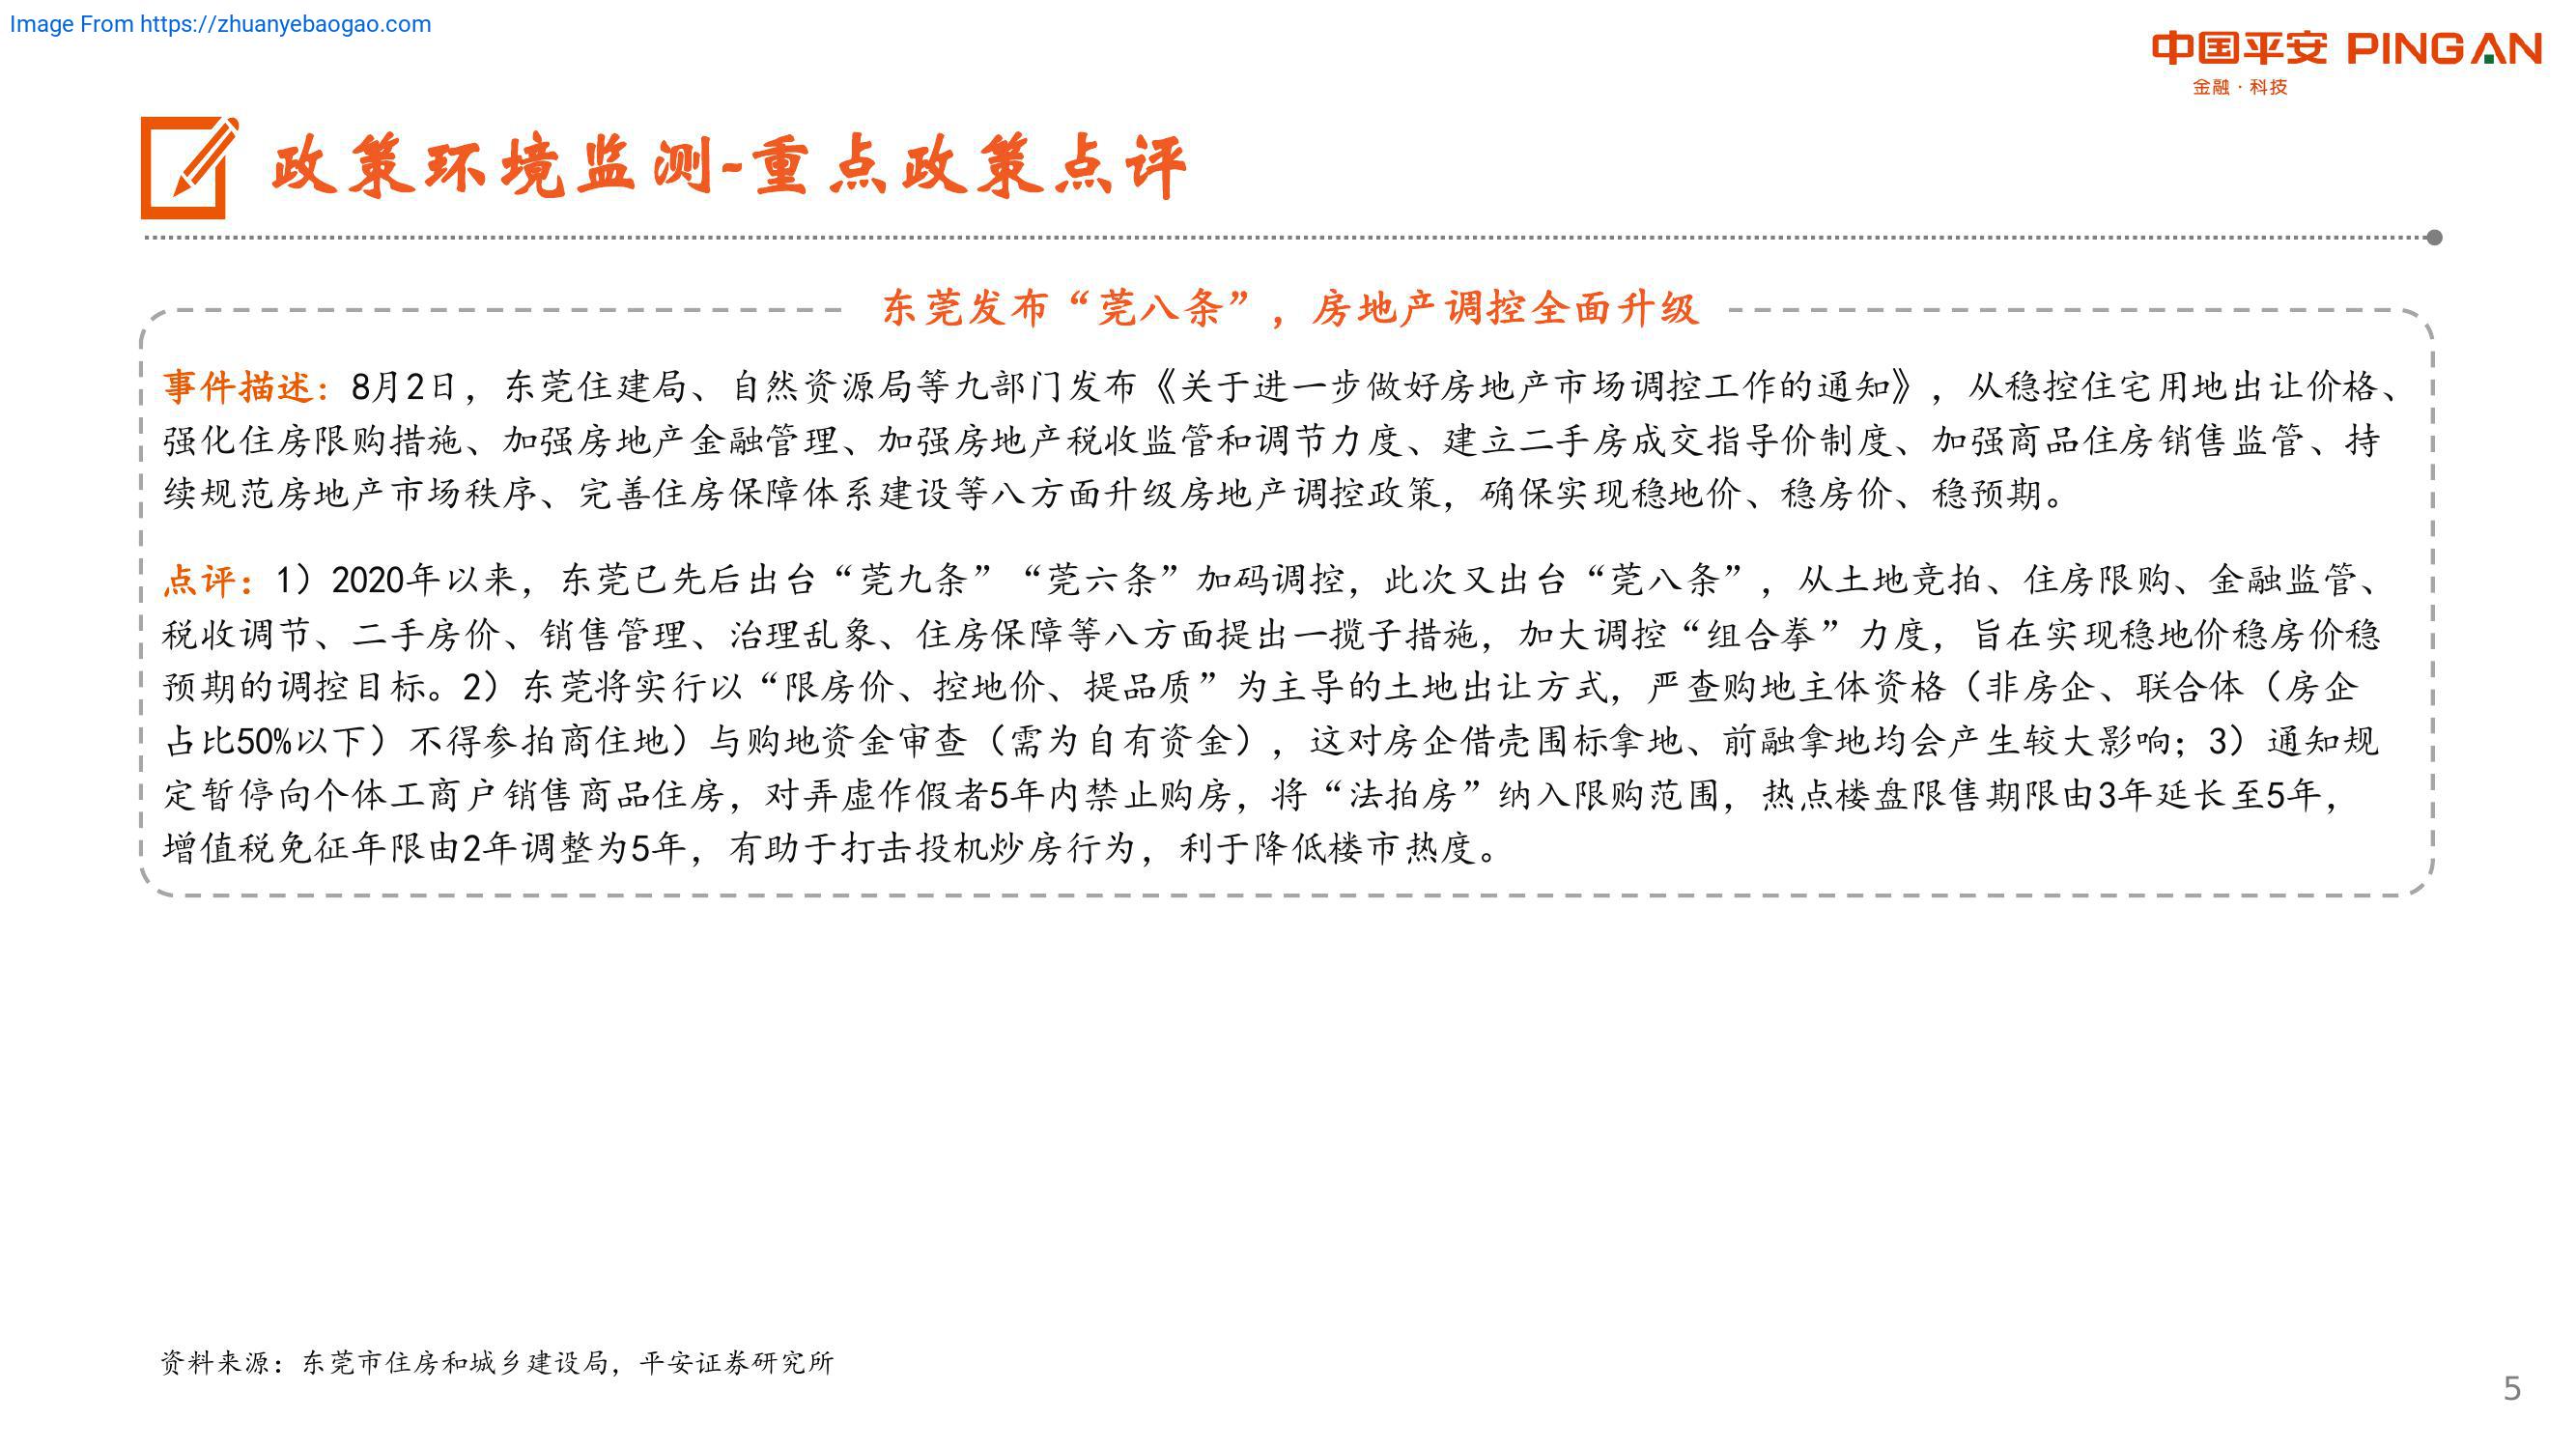 Image From https://zhuanyebaogao.com
中国平安 PINGAN
金融·科技
政策环境监测-重点政策点评
东莞发布“莞八条”，房地产调控全面升级
事件描述：8月2日，东莞住建局、自然资源局等九部门发布《关于进一步做好房地产市场调控工作的通知》，从稳控住宅用地出让价格、
强化住房限购措施、加强房地产金融管理、加强房地产税收监管和调节力度、建立二手房成交指导价制度、加强商品住房销售监管、持
续规范房地产市场秩序、完善住房保障体系建设等八方面升级房地产调控政策，确保实现稳地价、稳房价、稳预期。
点评：1）2020年以来，东莞已先后出台“莞九条”“莞六条”加码调控，此次又出台“莞八条”，从土地竞拍、住房限购、金融监管、
税收调节、二手房价、销售管理、治理乱象、住房保障等八方面提出一揽子措施，加大调控“组合拳”力度，旨在实现稳地价稳房价稳
预期的调控目标。2）东莞将实行以“限房价、控地价、提品质”为主导的土地出让方式，严查购地主体资格（非房企、联合体（房企
占比50%以下）不得参拍商住地）与购地资金审查（需为自有资金），这对房企借壳围标拿地、前融拿地均会产生较大影响；3）通知规
定暂停向个体工商户销售商品住房，对弄虚作假者5年内禁止购房，将“法拍房”纳入限购范围，热点楼盘限售期限由3年延长至5年，
增值税免征年限由2年调整为5年，有助于打击投机炒房行为，利于降低楼市热度。
资料来源：东莞市住房和城乡建设局，平安证券研究所
5